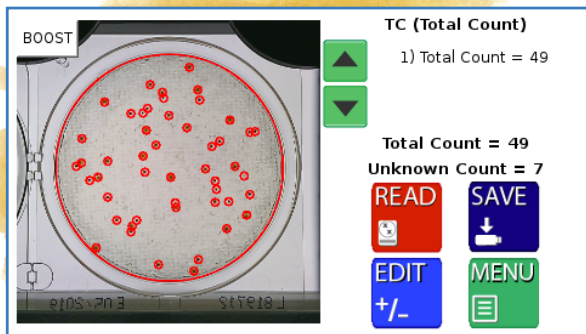 BOOST
TC (Total Count)
1) Total Count = 49
Total Count = 49
Unknown Count = 7
READ
SAVE
EDIT
+/-
MENU